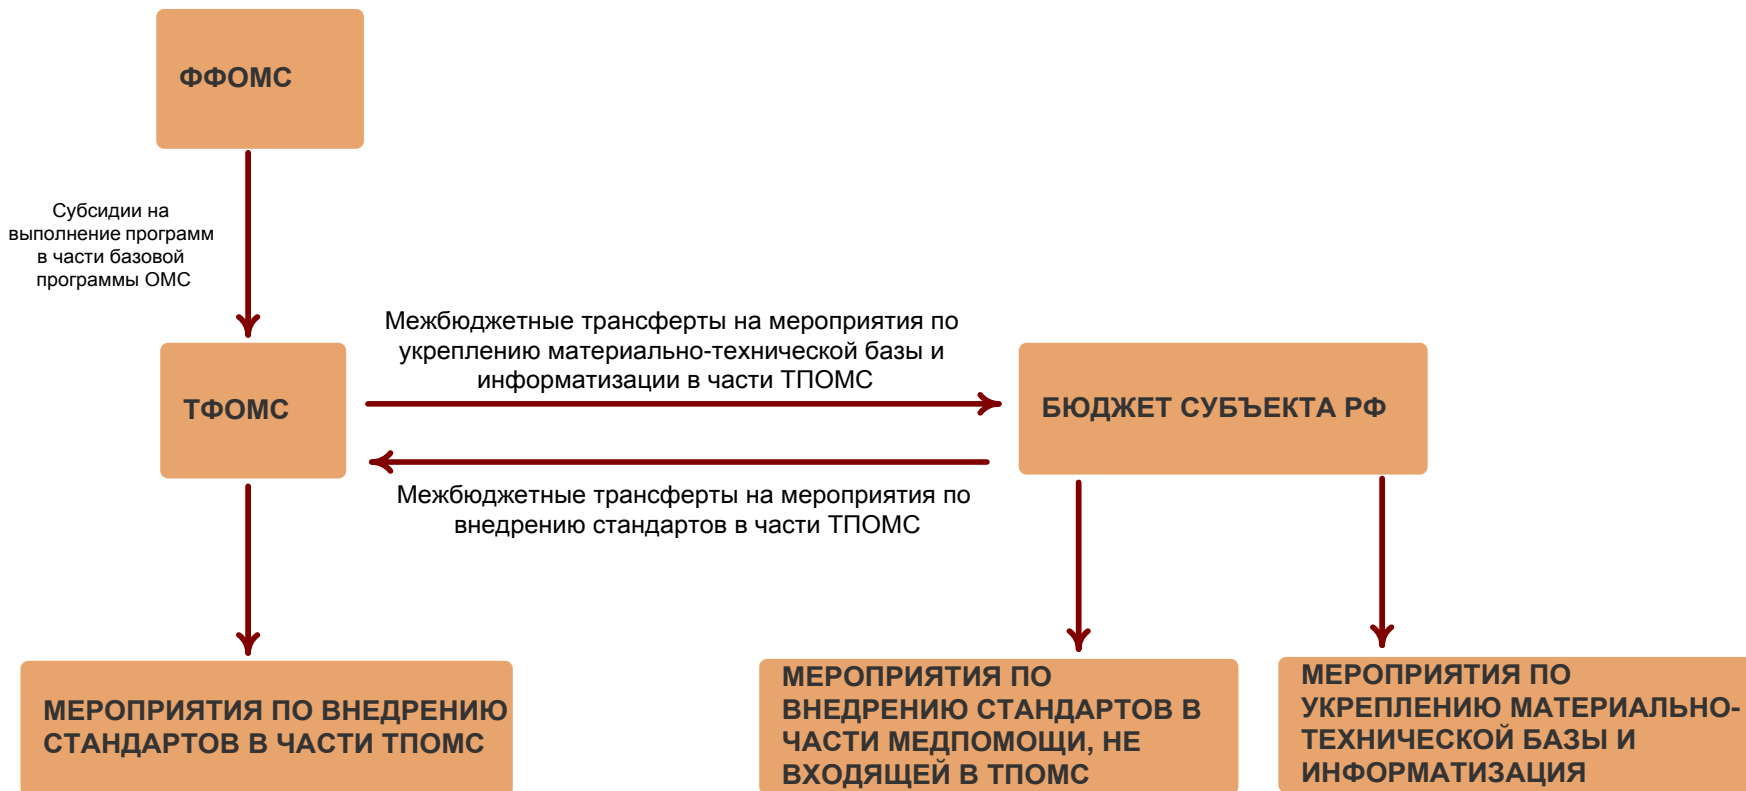 ФФОМС
Субсидии на
выполнение программ
в части базовой
программы ОМС
Межбюджетные трансферты на мероприятия по
укреплению материально-технической базы и
информатизации в части ТПОМС
ТФОМС
БЮДЖЕТ СУБЪЕКТА РФ
Межбюджетные трансферты на мероприятия по
внедрению стандартов в части ТПОМС
МЕРОПРИЯТИЯ ПО ВНЕДРЕНИЮ
СТАНДАРТОВ В ЧАСТИ ТПОМС
МЕРОПРИЯТИЯ ПО
ВНЕДРЕНИЮ СТАНДАРТОВ В
ЧАСТИ МЕДПОМОЩИ, НЕ
ВХОДЯЩЕЙ В ТПОМС
МЕРОПРИЯТИЯ ПО
УКРЕПЛЕНИЮ МАТЕРИАЛЬНО-
ТЕХНИЧЕСКОЙ БАЗЫ И
ИНФОРМАТИЗАЦИЯ